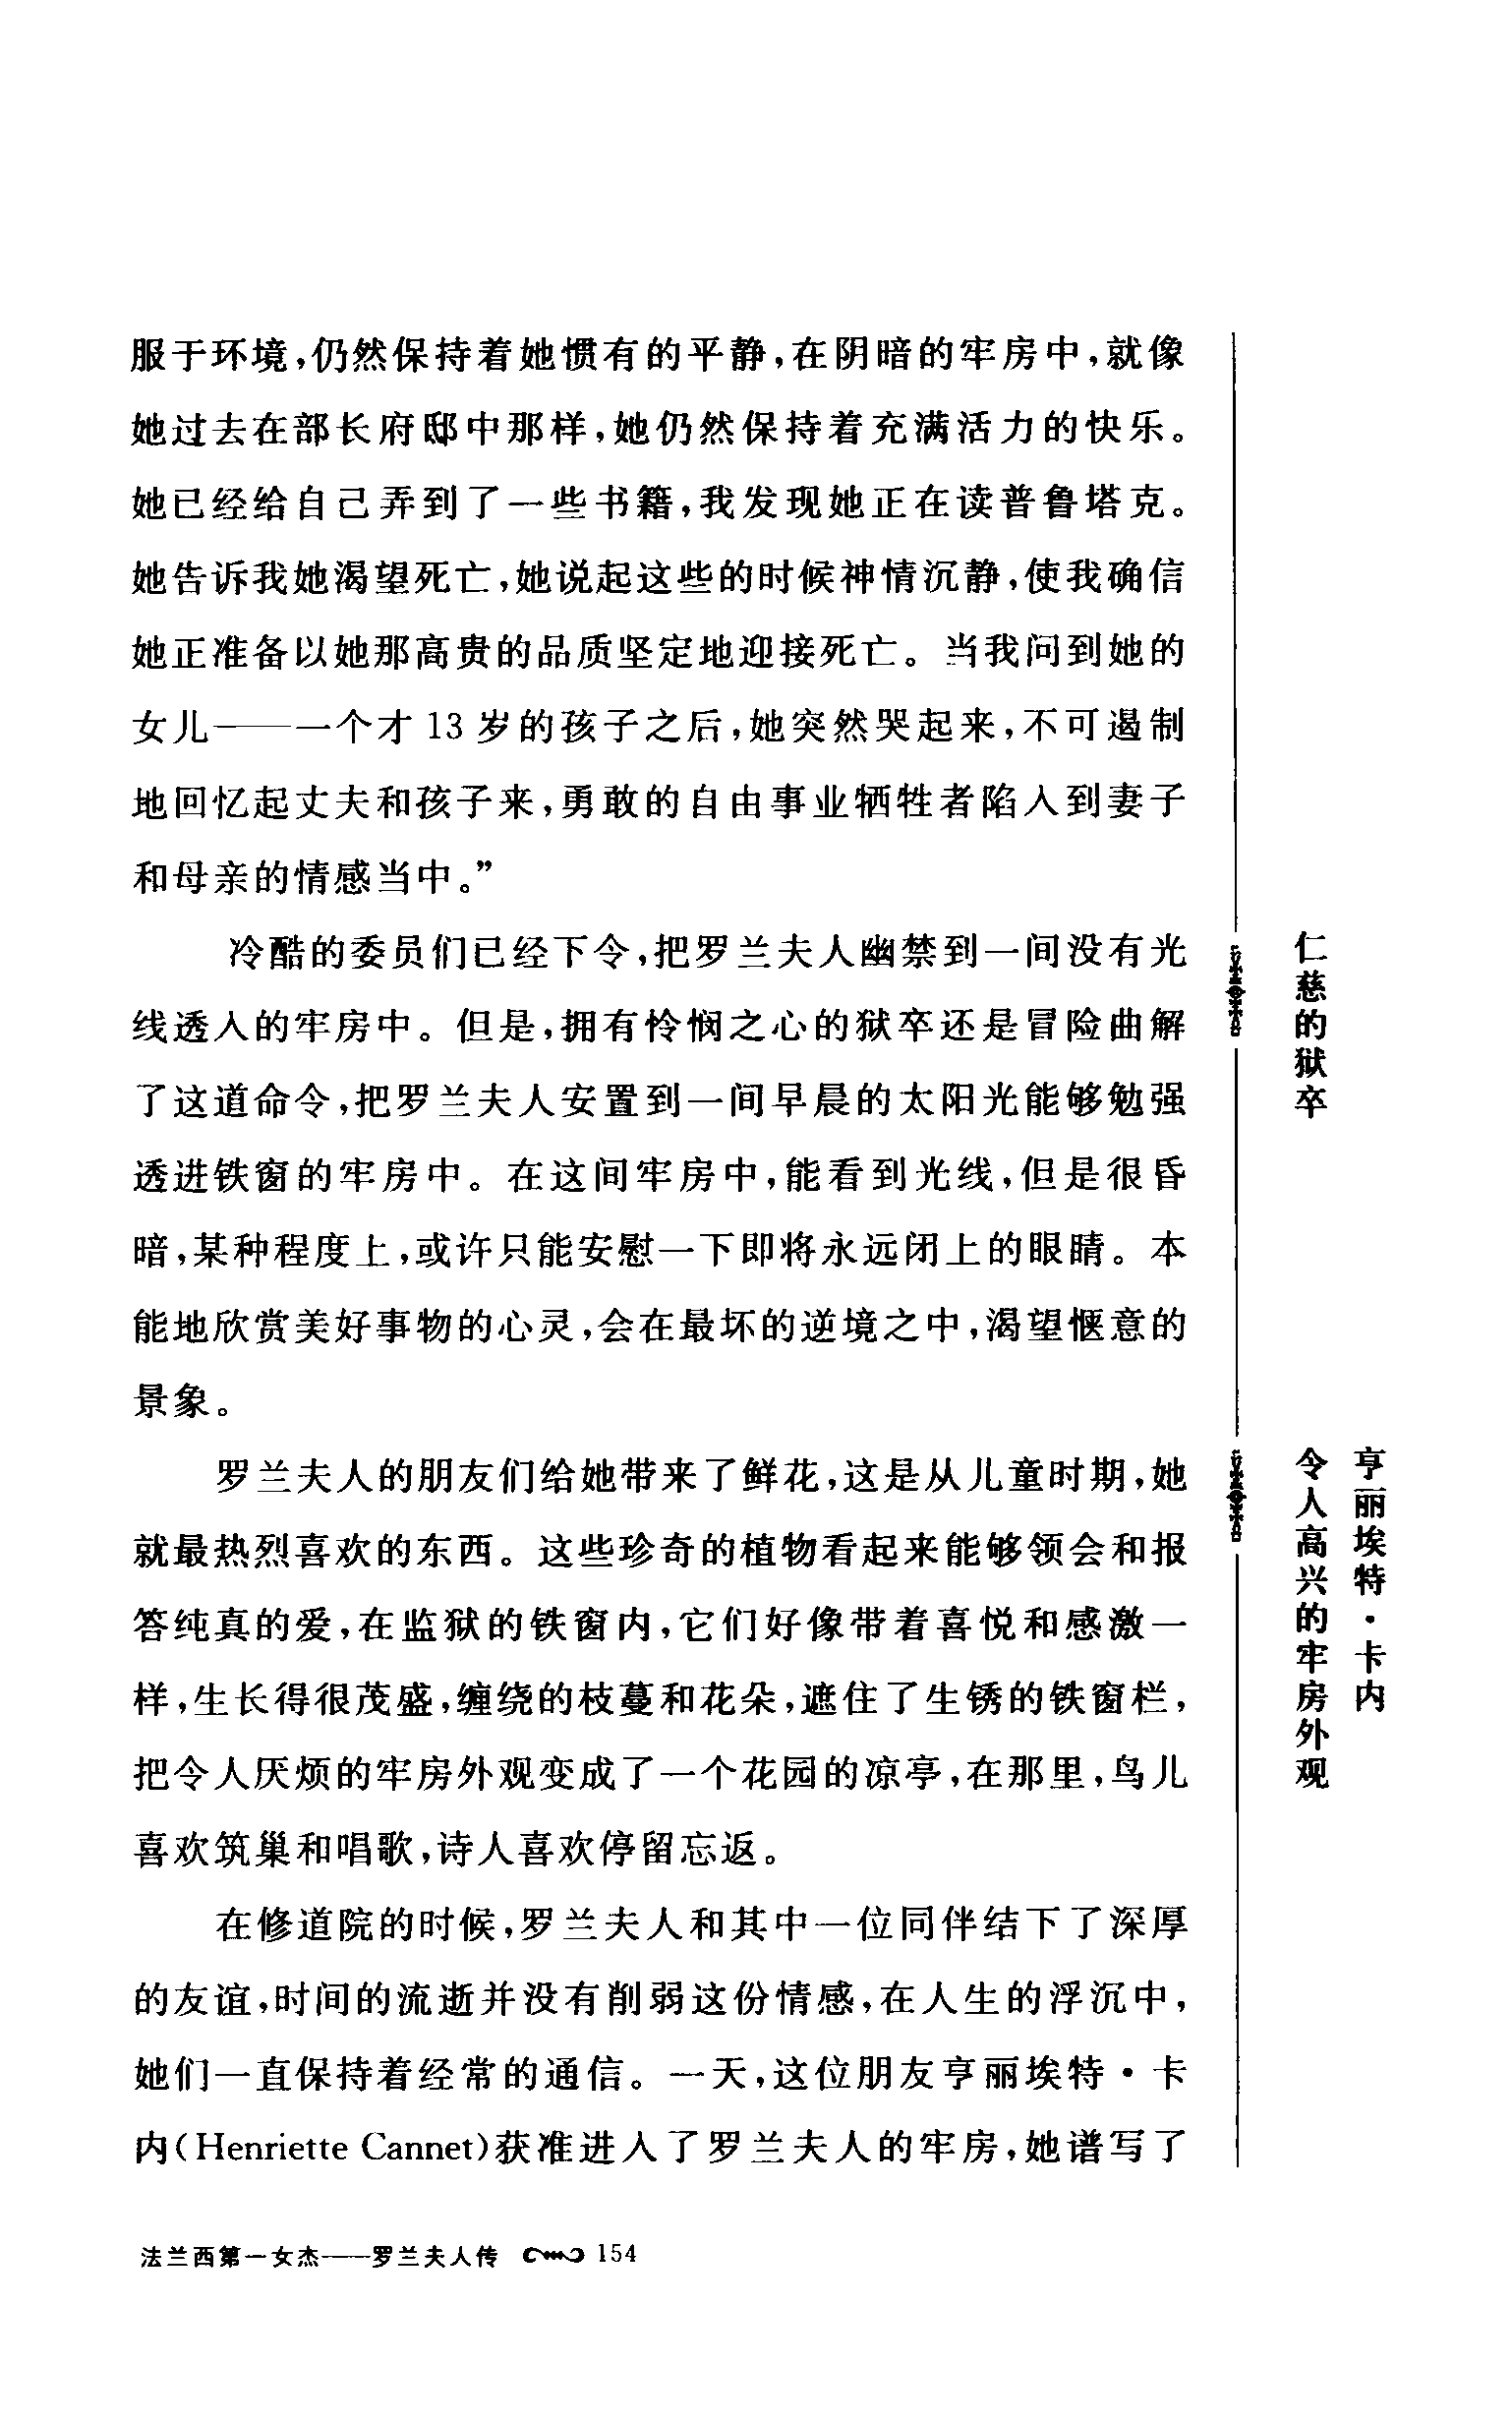 服于环境,仍然保持着她惯有的平静,在阴暗的牢房中,就像
她过去在部长府邸中那样,她仍然保持着充满活力的快乐。
她已经给自己弄到了一些书籍,我发现她正在读普鲁塔克。
她告诉我她渴望死亡,她说起这些的时候神情沉静,使我确信
她正准备以她那高贵的品质坚定地迎接死亡。当我问到她的
女儿——一个才 13 岁的孩子之后,她突然哭起来,不可遏制
地回忆起丈夫和孩子来,勇敢的自由事业牺牲者陷入到妻子
和母亲的情感当中。”
冷酷的委员们已经下令,把罗兰夫人幽禁到一间没有光
线透入的牢房中。但是,拥有怜悯之心的狱卒还是冒险曲解
了这道命令,把罗兰夫人安置到一间早晨的太阳光能够勉强
透进铁窗的牢房中。在这间牢房中,能看到光线,但是很昏
暗,某种程度上,或许只能安慰一下即将永远闭上的眼睛。本
能地欣赏美好事物的心灵,会在最坏的逆境之中,渴望惬意的
景象。
罗兰夫人的朋友们给她带来了鲜花,这是从儿童时期,她
就最热烈喜欢的东西。这些珍奇的植物看起来能够领会和报
答纯真的爱,在监狱的铁窗内,它们好像带着喜悦和感激一
样,生长得很茂盛,缠绕的枝蔓和花朵,遮住了生锈的铁窗栏,
把令人厌烦的牢房外观变成了一个花园的凉亭,在那里,鸟儿
喜欢筑巢和唱歌,诗人喜欢停留忘返。
在修道院的时候,罗兰夫人和其中一位同伴结下了深厚
的友谊,时间的流逝并没有削弱这份情感,在人生的浮沉中,
她们一直保持着经常的通信。一天,这位朋友亨丽埃特·卡
内(Henriette Cannet)获准进入了罗兰夫人的牢房,她谱写了
仁慈的狱卒
亨丽埃特·卡内
令人高兴的牢房外观
法兰西第一女杰——罗兰夫人传 154